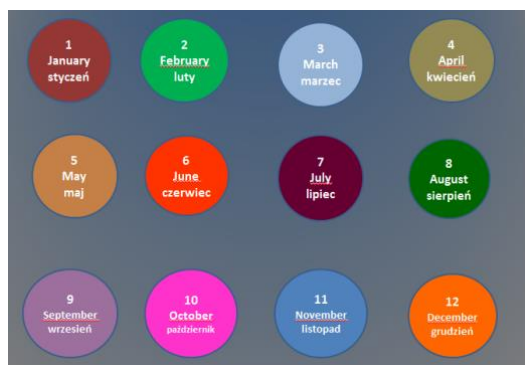 1
January
styczeń
2
February
luty
3
March
marzec
4
April
kwiecień
5
May
maj
6
June
czerwiec
7
July
lipiec
8
August
sierpień
9
September
wrzesień
10
October
październik
11
November
listopad
12
December
grudzień